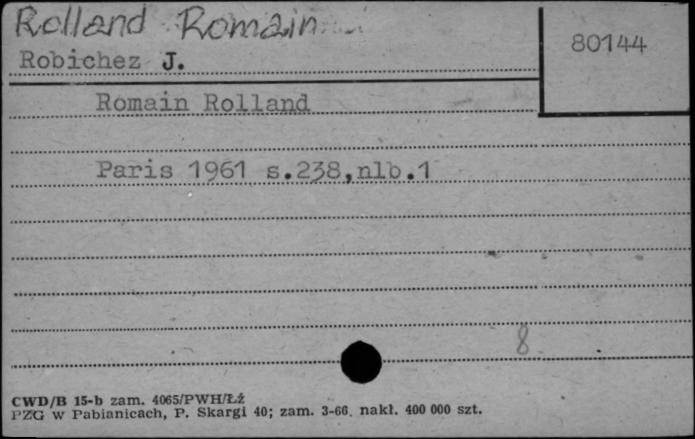 Rolland Romain
80144
Robichez J.
Romain Rolland
Paris 1961 s.238,nlb.1
8
CWD/B 15-b zam. 4065/PWH/Łź
PZG w Pabianicach, P. Skargi 40; zam. 3-66. nakł. 400 000 szt.